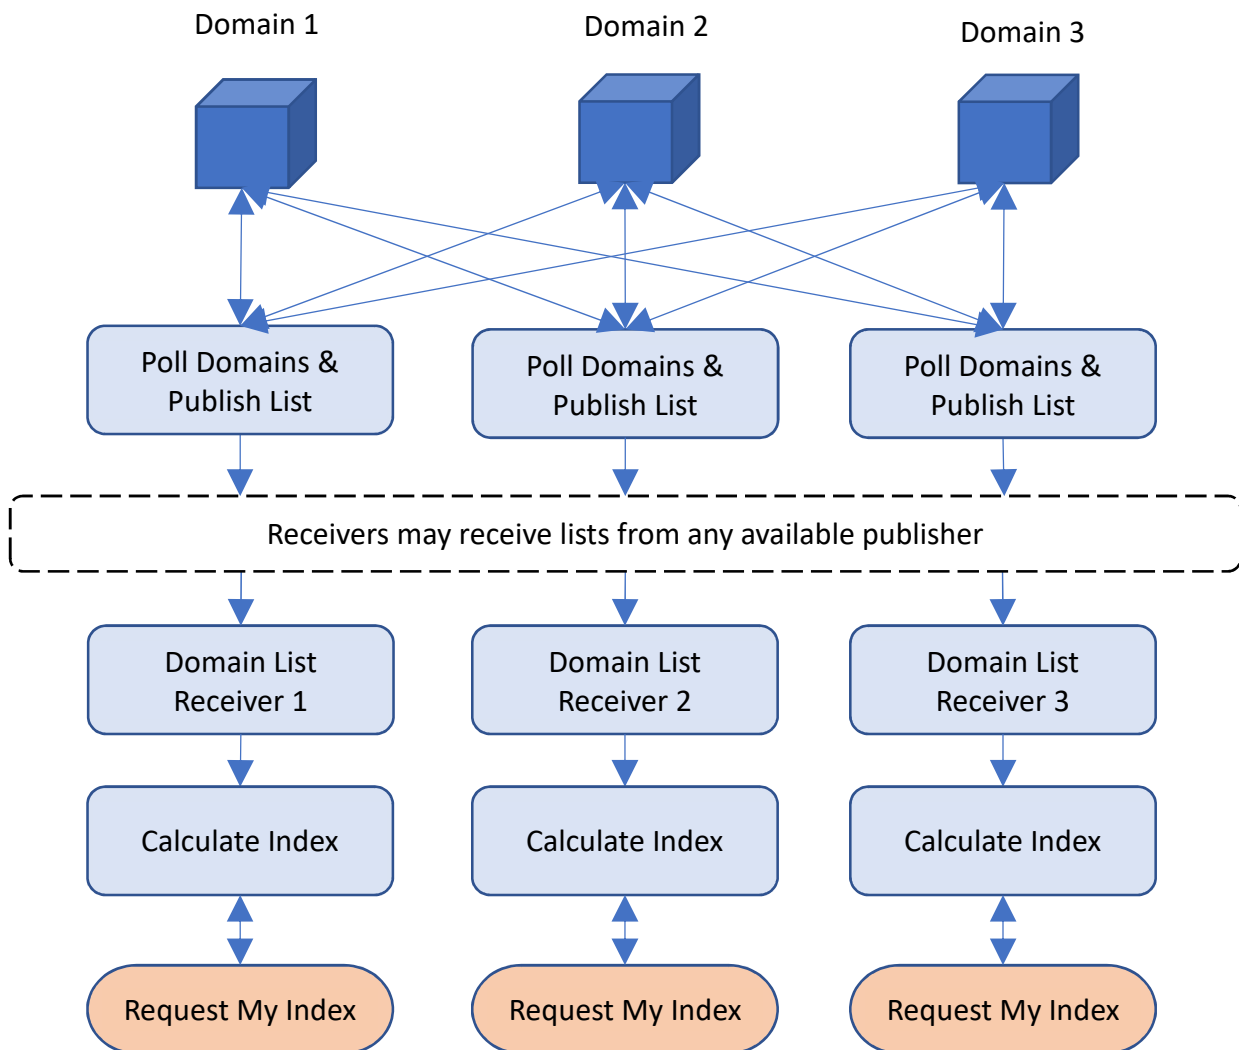 Domain 1
Domain 2
Domain 3
Poll Domains &
Publish List
Poll Domains &
Publish List
Poll Domains &
Publish List
Receivers may receive lists from any available publisher
Domain List
Receiver 1
Domain List
Receiver 2
Domain List
Receiver 3
Calculate Index
Calculate Index
Calculate Index
Request My Index
Request My Index
Request My Index